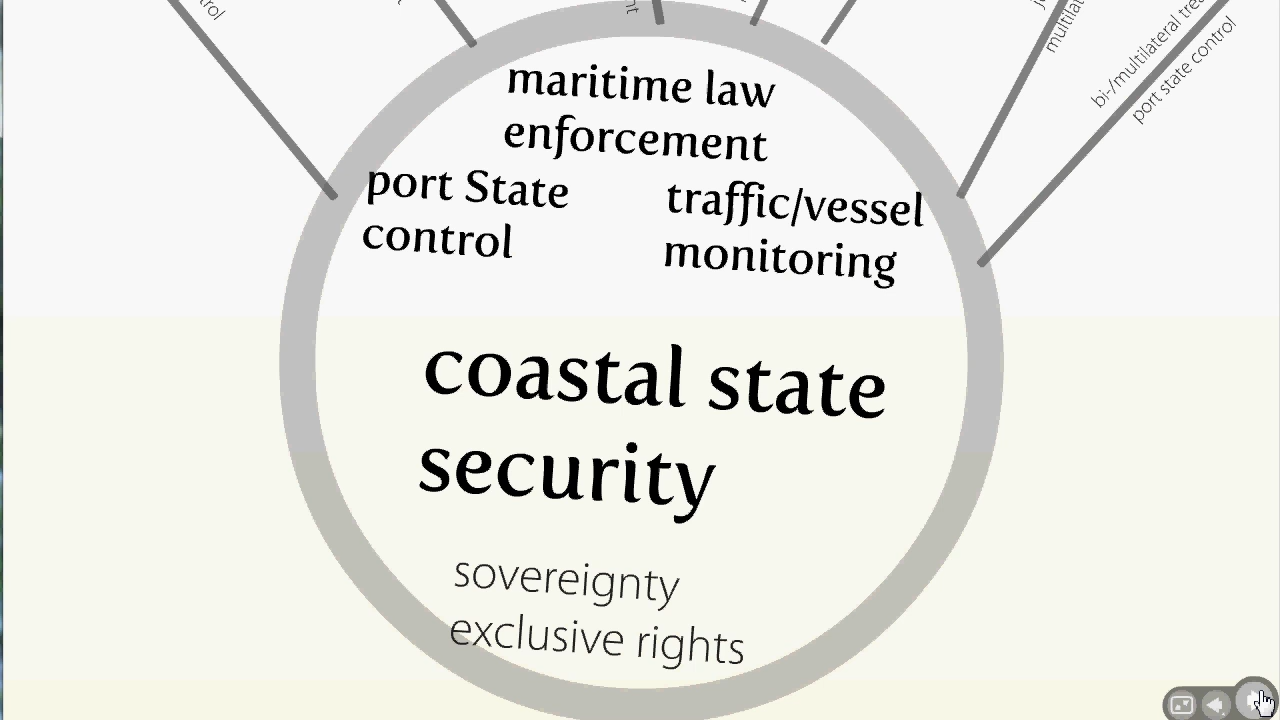 maritime law
enforcement
port State
control
traffic/vessel
monitoring
coastal state
security
sovereignty
exclusive rights
bi-/multilateral
port state control